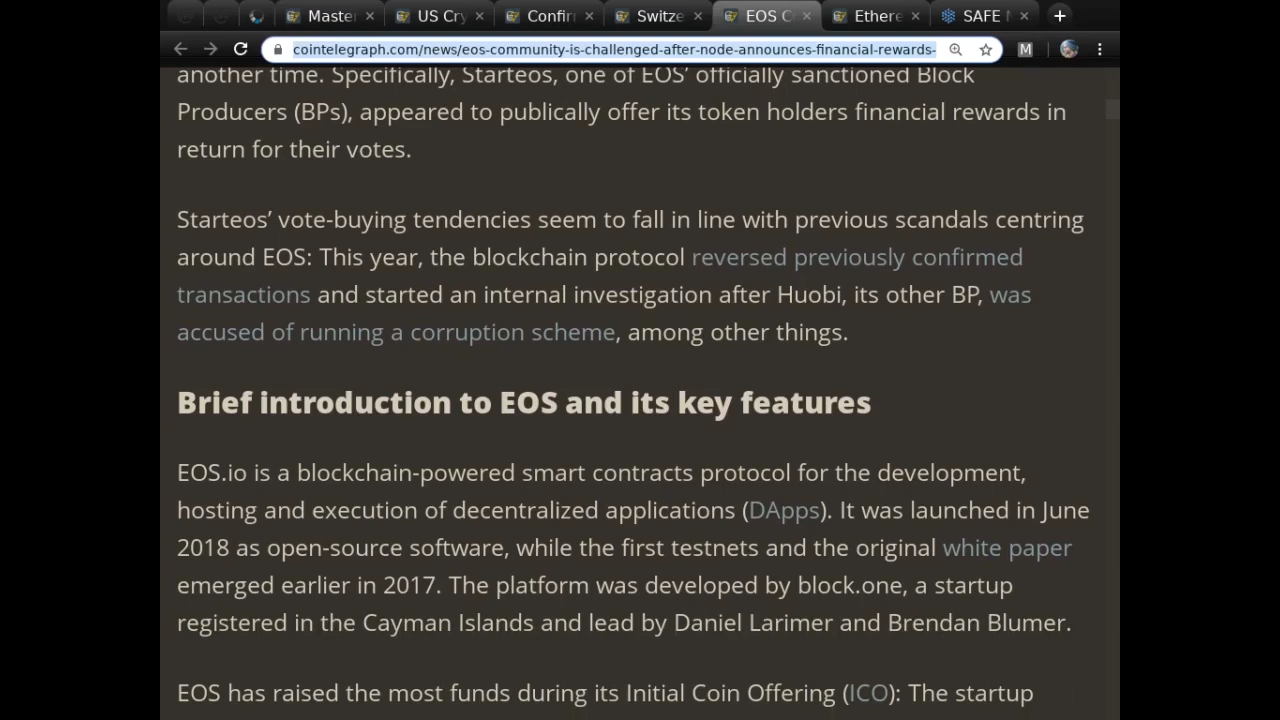 Master
US Cry
Confir
Switze
EOS C
Ethere
SAFE N
cointelegraph.com/news/eos-community-is-challenged-after-node-announces-financial-rewards-
M
another time. Specifically, Starteos, one of EOS’ officially sanctioned Block
Producers (BPs), appeared to publically offer its token holders financial rewards in
return for their votes.
Starteos’ vote-buying tendencies seem to fall in line with previous scandals centring
around EOS: This year, the blockchain protocol reversed previously confirmed
transactions and started an internal investigation after Huobi, its other BP, was
accused of running a corruption scheme, among other things.
Brief introduction to EOS and its key features
EOS.io is a blockchain-powered smart contracts protocol for the development,
hosting and execution of decentralized applications (DApps). It was launched in June
2018 as open-source software, while the first testnets and the original white paper
emerged earlier in 2017. The platform was developed by block.one, a startup
registered in the Cayman Islands and lead by Daniel Larimer and Brendan Blumer.
EOS has raised the most funds during its Initial Coin Offering (ICO): The startup